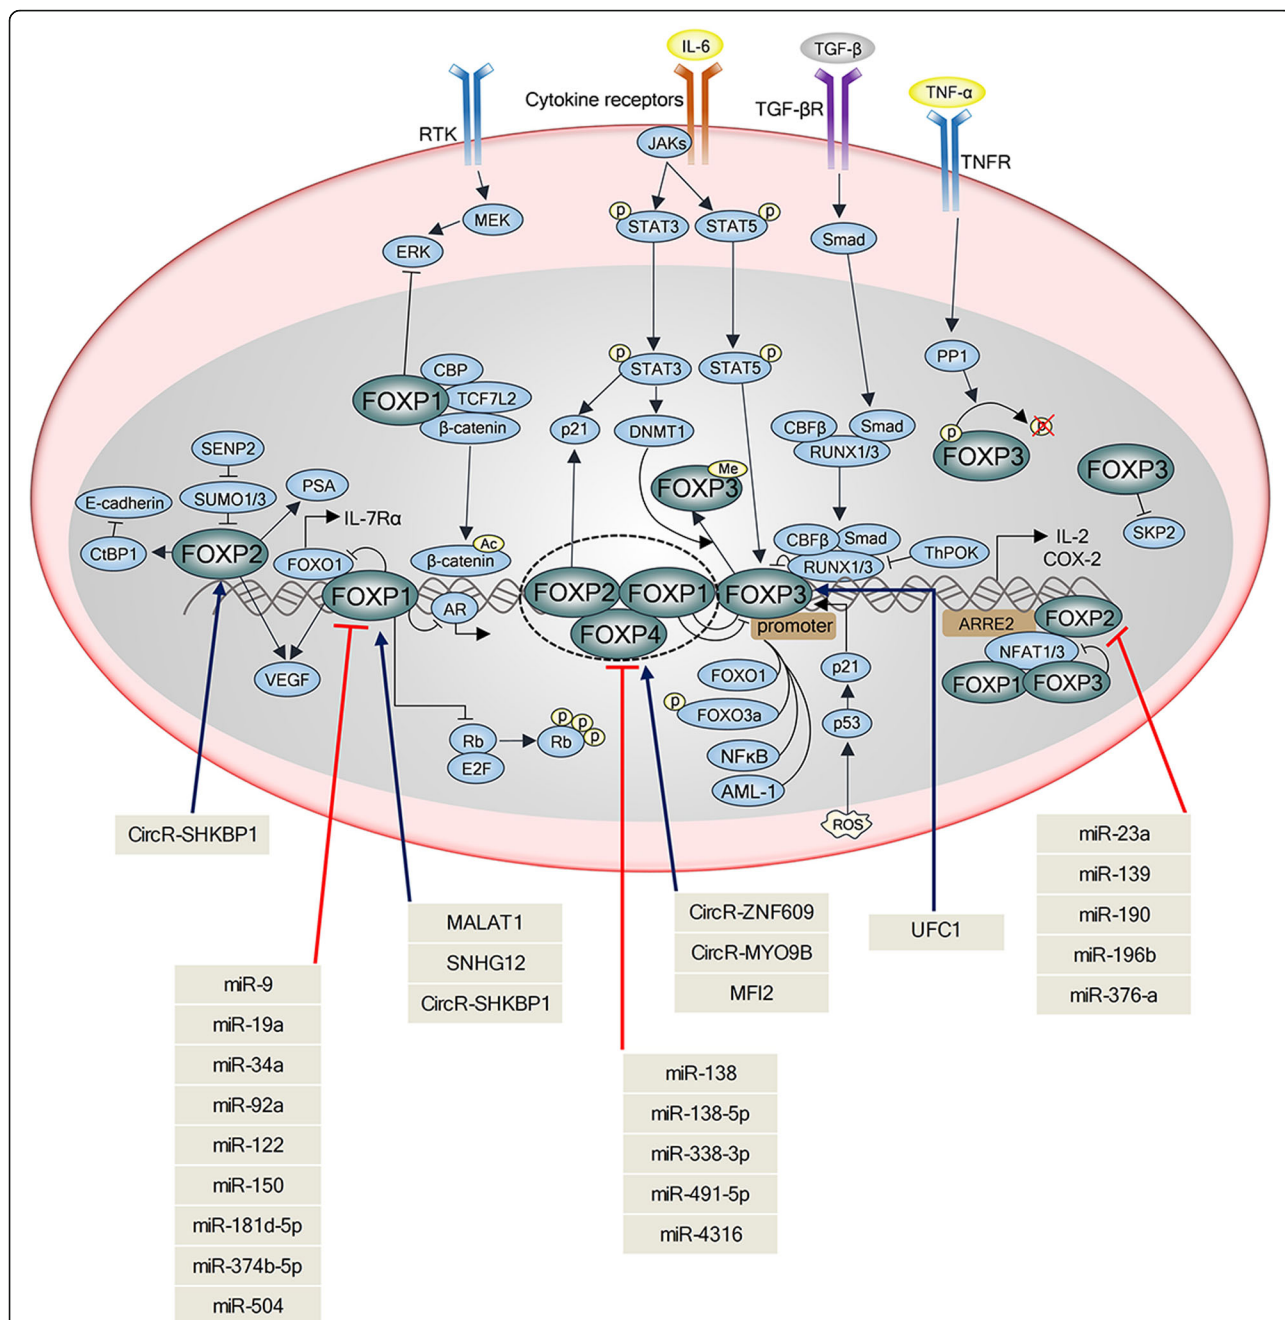 IL-6
TGF-β
TNF-α
Cytokine receptors
TGF-βR
RTK
TNFR
JAKs
MEK
p
STAT3
STAT5
p
Smad
ERK
p
STAT3
STAT5
p
PP1
CBP
FOXP1
TCF7L2
β-catenin
p21
DNMT1
CBFβ
Smad
RUNX1/3
p
FOXP3
p
SENP2
Me
FOXP3
FOXP3
E-cadherin
SUMO1/3
PSA
IL-7Rα
SKP2
CtBP1
FOXP2
FOXO1
Ac
β-catenin
CBFβ
Smad
RUNX1/3
ThPOK
IL-2
COX-2
FOXP1
AR
FOXP2
FOXP1
FOXP3
FOXP4
promoter
ARRE2
FOXP2
NFAT1/3
FOXP1
FOXP3
VEGF
FOXO1
p21
p
FOXO3a
p53
Rb
E2F
Rb
p
p
p
NFκB
AML-1
ROS
CircR-SHKBP1
MALAT1
SNHG12
CircR-SHKBP1
CircR-ZNF609
CircR-MYO9B
MFI2
UFC1
miR-23a
miR-139
miR-190
miR-196b
miR-376-a
miR-9
miR-19a
miR-34a
miR-92a
miR-122
miR-150
miR-181d-5p
miR-374b-5p
miR-504
miR-138
miR-138-5p
miR-338-3p
miR-491-5p
miR-4316